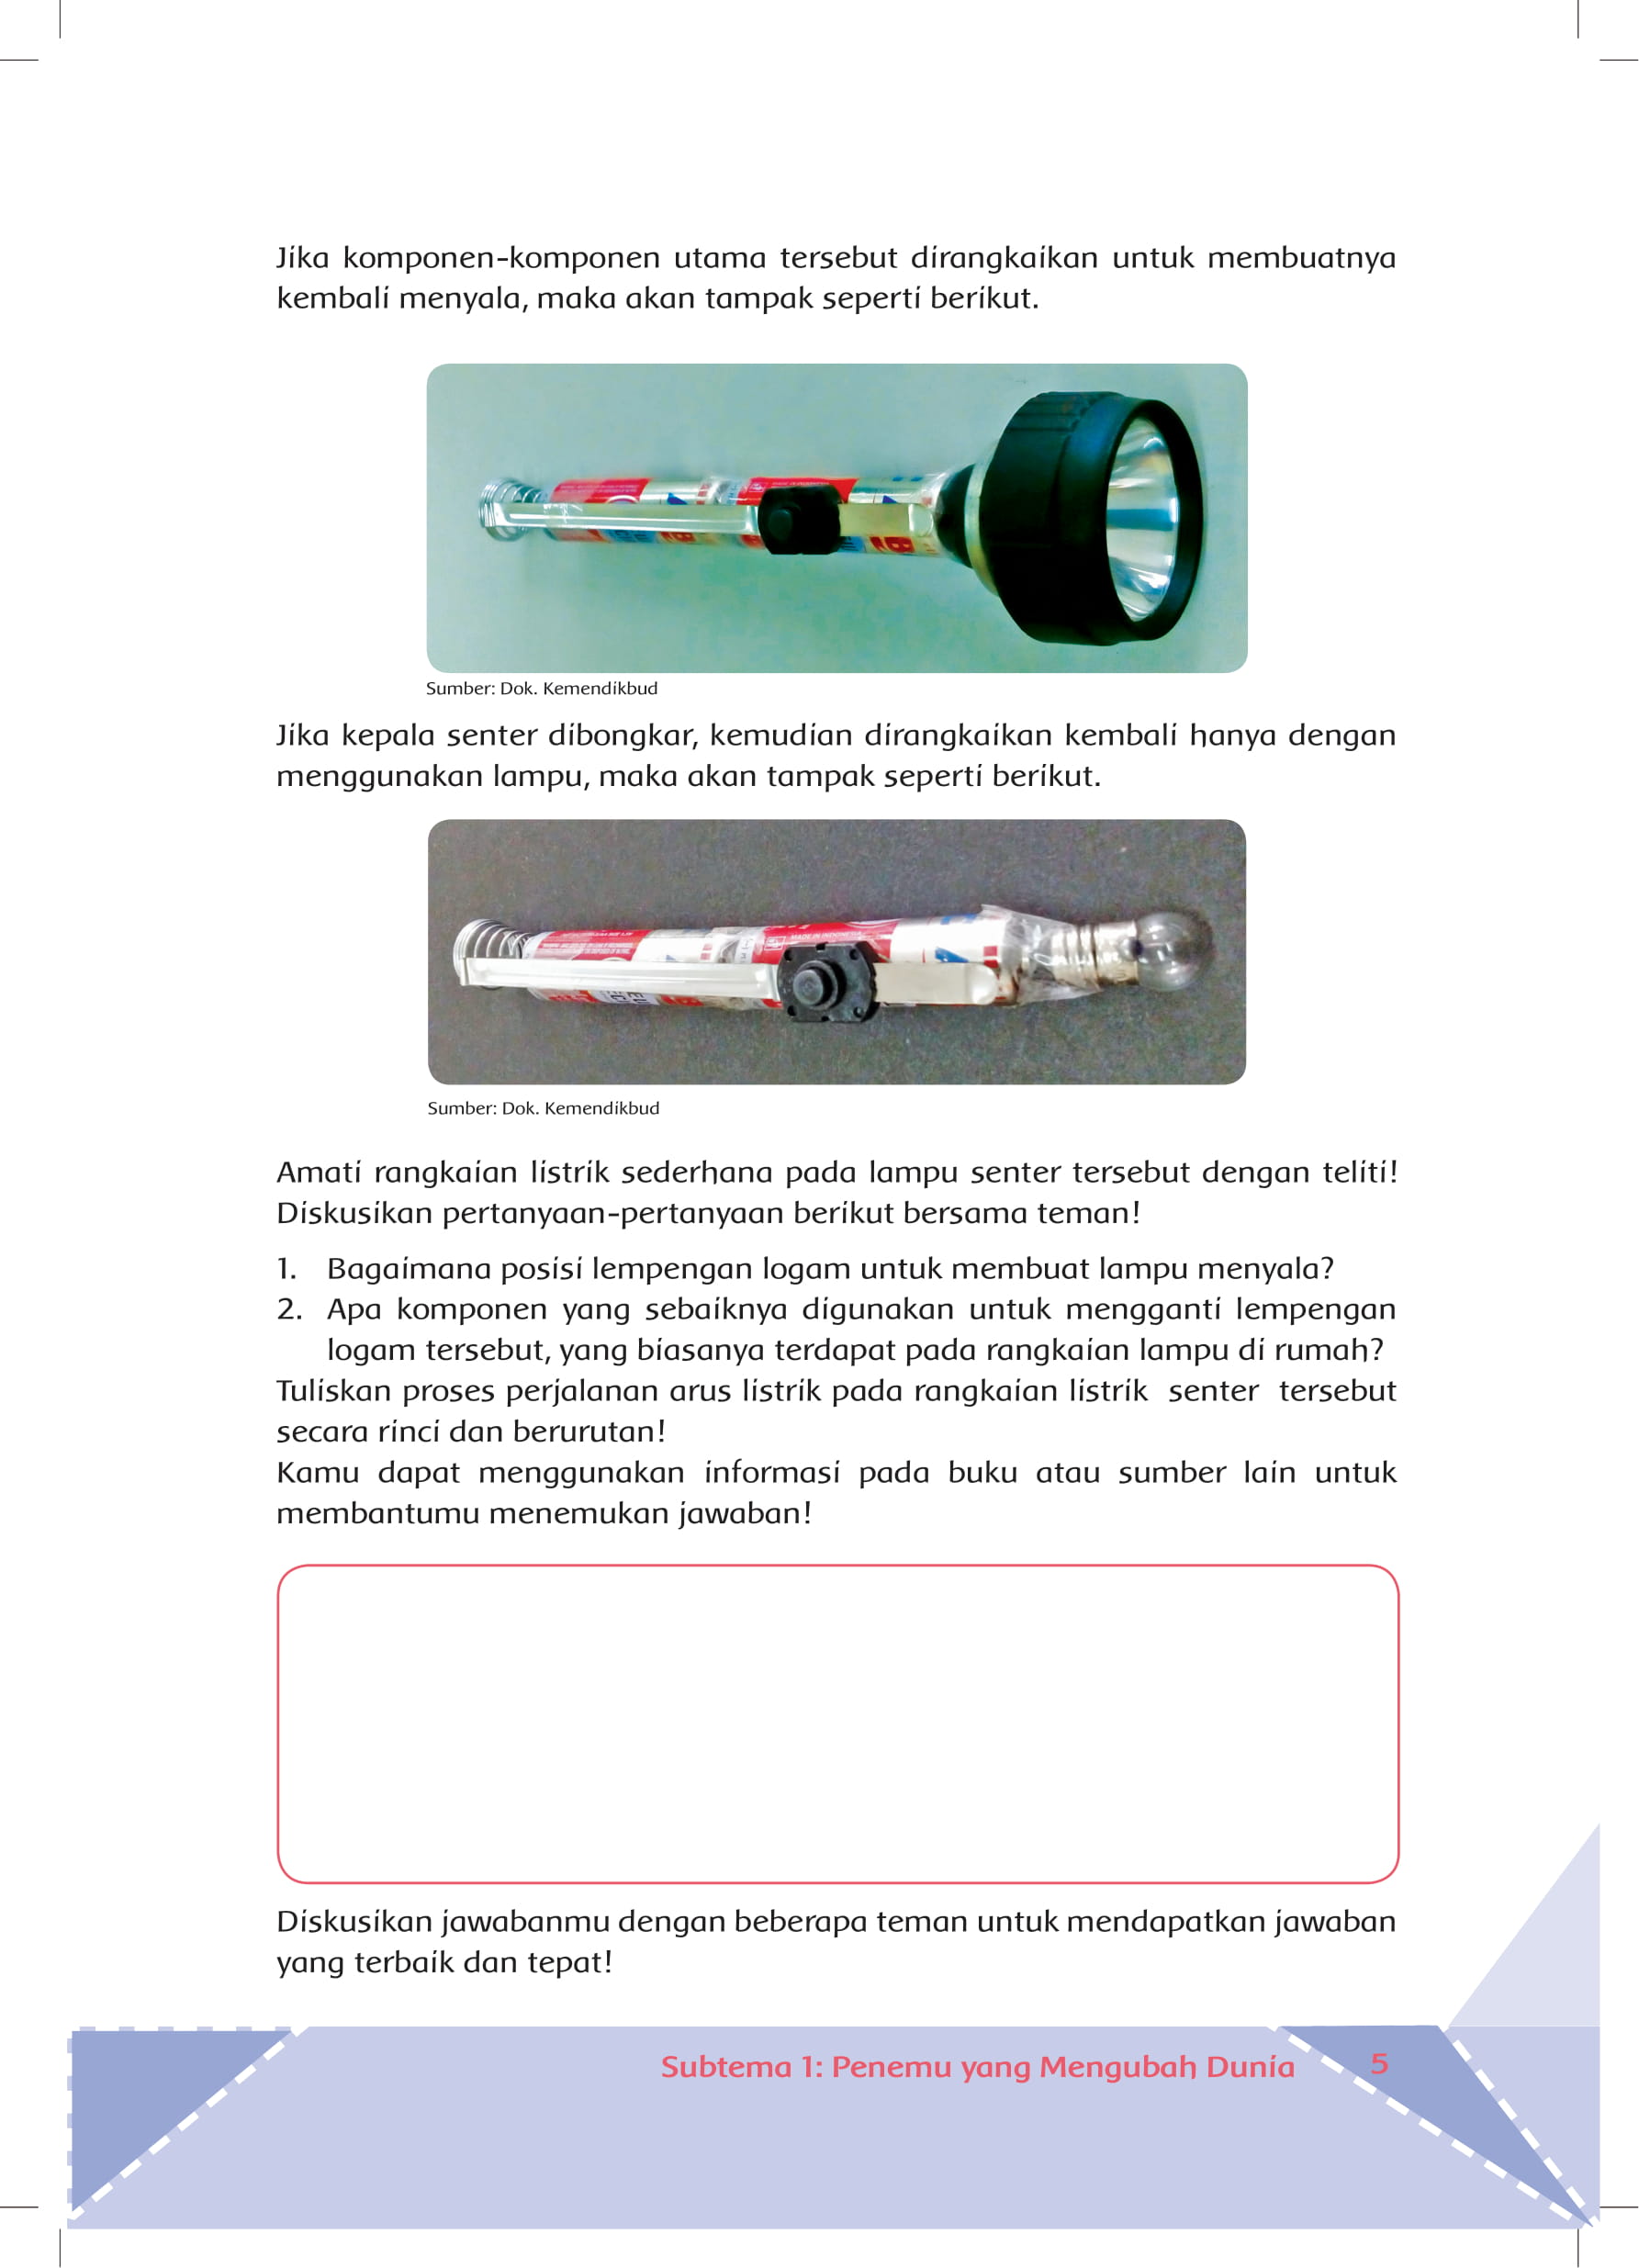 Jika komponen-komponen utama tersebut dirangkaikan untuk membuatnya
kembali menyala, maka akan tampak seperti berikut.
Sumber: Dok. Kemendikbud
Jika kepala senter dibongkar, kemudian dirangkaikan kembali hanya dengan
menggunakan lampu, maka akan tampak seperti berikut.
MADE IN INDONESIA
Sumber: Dok. Kemendikbud
Amati rangkaian listrik sederhana pada lampu senter tersebut dengan teliti!
Diskusikan pertanyaan-pertanyaan berikut bersama teman!
1. Bagaimana posisi lempengan logam untuk membuat lampu menyala?
2. Apa komponen yang sebaiknya digunakan untuk mengganti lempengan
logam tersebut, yang biasanya terdapat pada rangkaian lampu di rumah?
Tuliskan proses perjalanan arus listrik pada rangkaian listrik senter tersebut
secara rinci dan berurutan!
Kamu dapat menggunakan informasi pada buku atau sumber lain untuk
membantumu menemukan jawaban!
Diskusikan jawabanmu dengan beberapa teman untuk mendapatkan jawaban
yang terbaik dan tepat!
Subtema 1: Penemu yang Mengubah Dunia 5